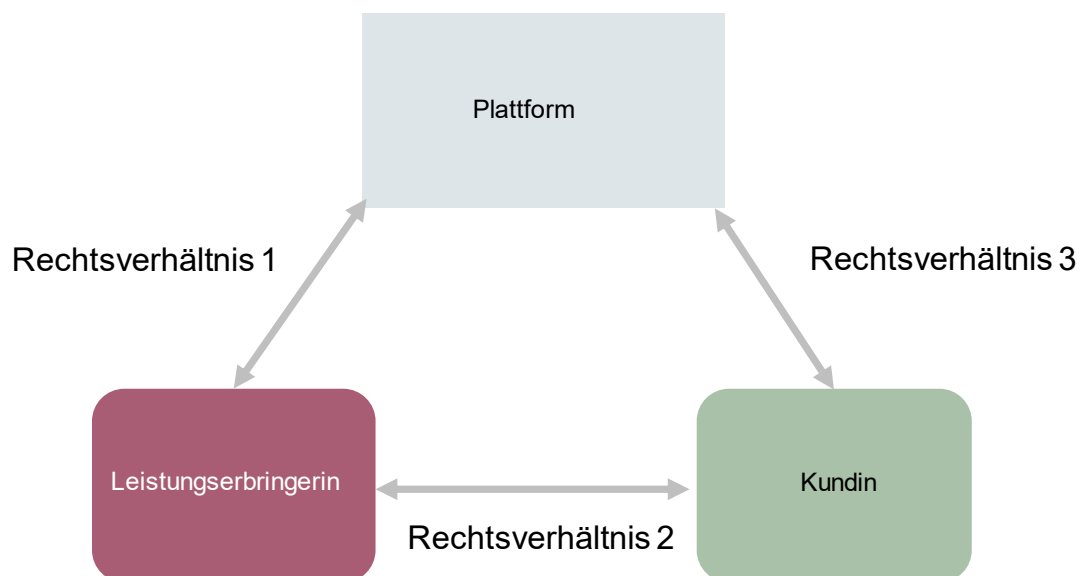 Plattform
Rechtsverhältnis 1
Rechtsverhältnis 3
Leistungserbringerin
Kundin
Rechtsverhältnis 2